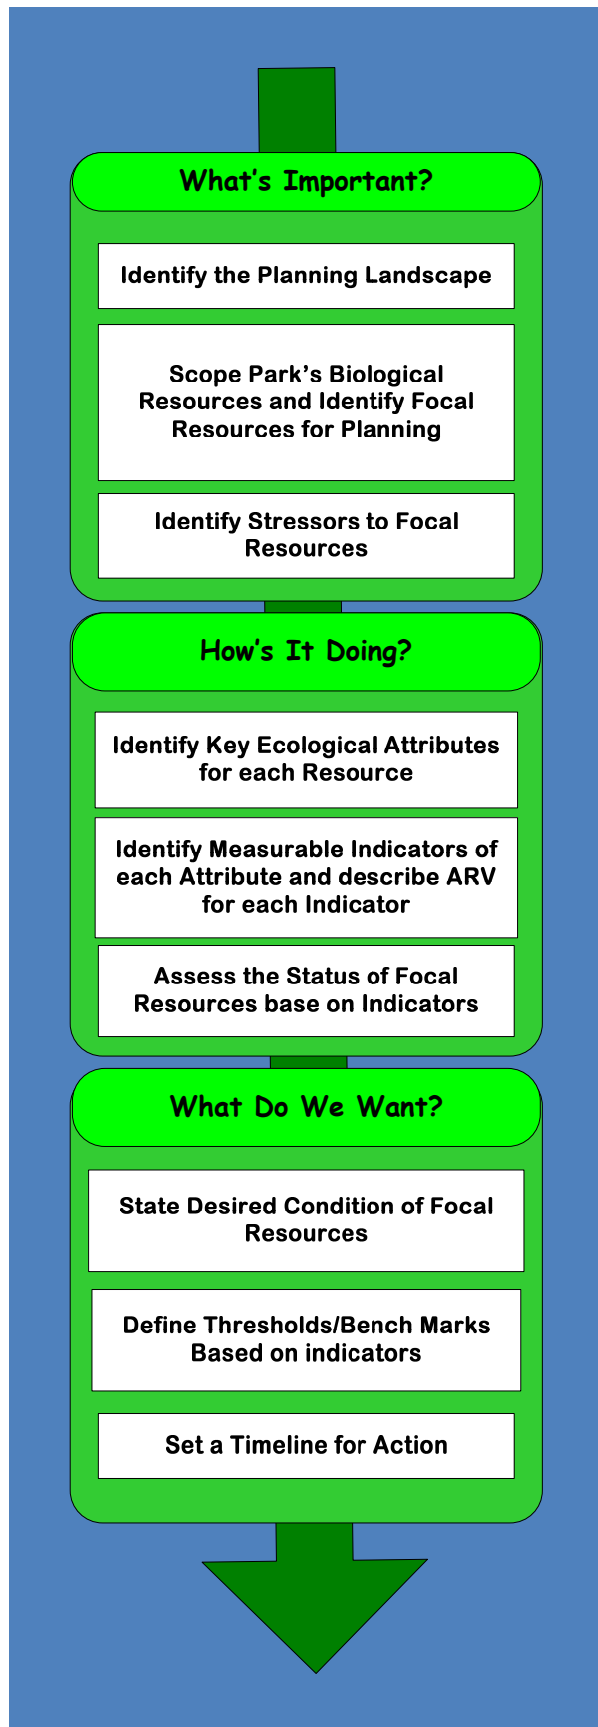 What's Important?
Identify the Planning Landscape
Scope Park's Biological
Resources and Identify Focal
Resources for Planning
Identify Stressors to Focal
Resources
How's It Doing?
Identify Key Ecological Attributes
for each Resource
Identify Measurable Indicators of
each Attribute and describe ARV
for each Indicator
Assess the Status of Focal
Resources base on Indicators
What Do We Want?
State Desired Condition of Focal
Resources
Define Thresholds/Bench Marks
Based on indicators
Set a Timeline for Action